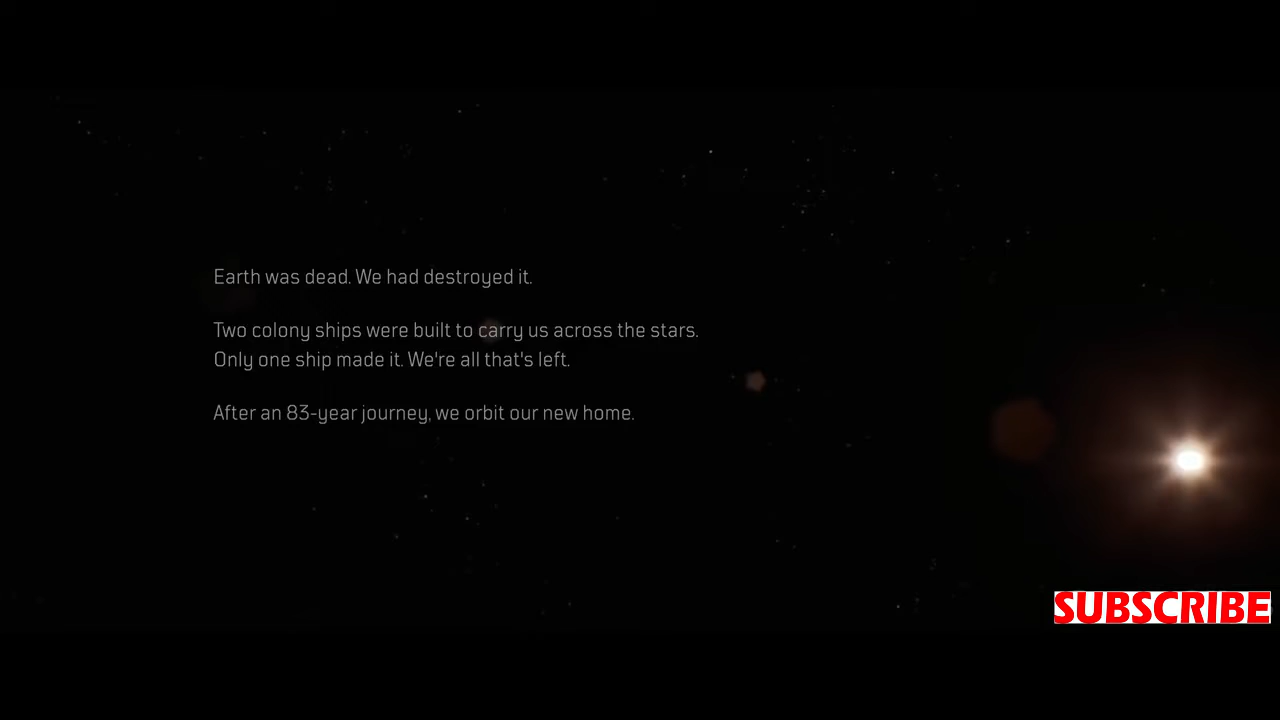 Earth was dead. We had destroyed it.
Two colony ships were built to carry us across the stars.
Only one ship made it. We're all that's left.
After an 83-year journey, we orbit our new home.
SUBSCRIBE